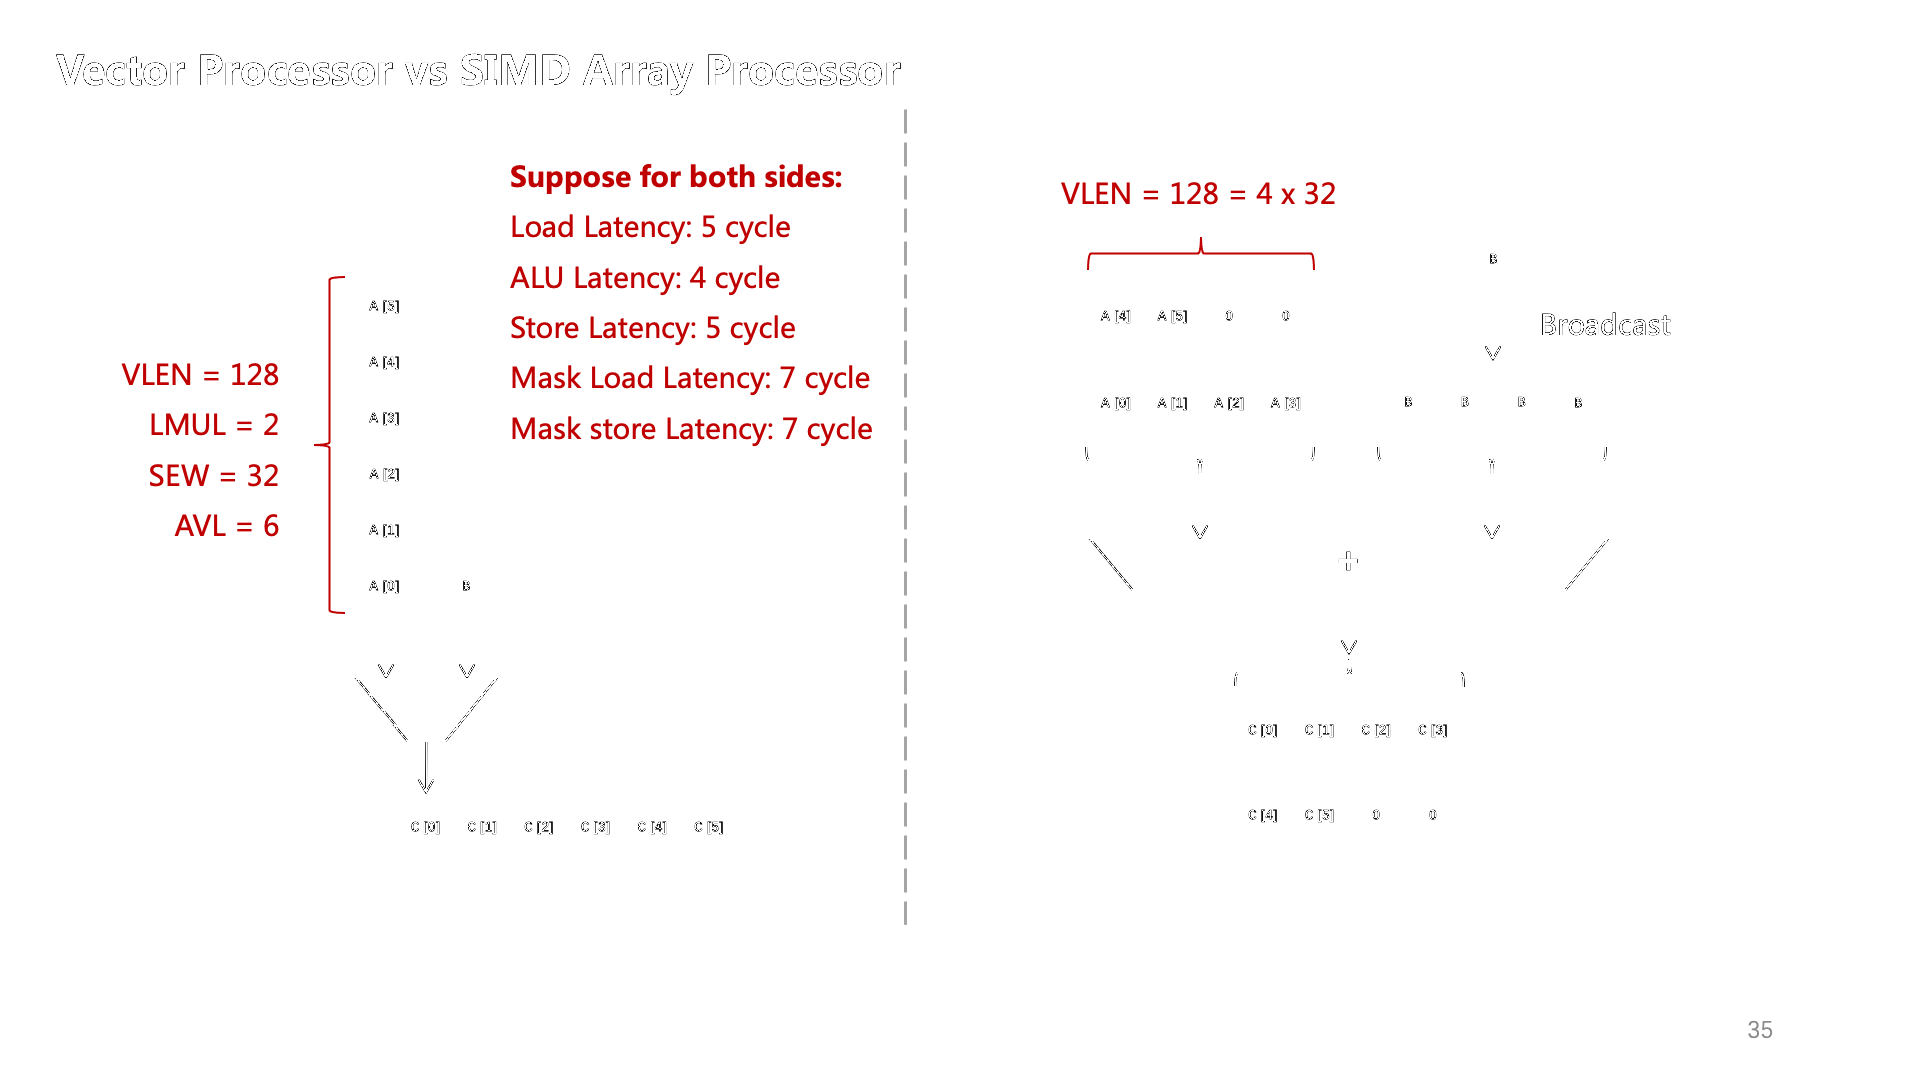 Vector Processor vs SIMD Array Processor
Suppose for both sides:
Load Latency: 5 cycle
ALU Latency: 4 cycle
Store Latency: 5 cycle
Mask Load Latency: 7 cycle
Mask store Latency: 7 cycle
VLEN = 128
LMUL = 2
SEW = 32
AVL = 6
A [5]
A [4]
A [3]
A [2]
A [1]
A [0] B
C [0] C [1] C [2] C [3] C [4] C [5]
VLEN = 128 = 4 x 32
B
A [4] A [5] 0 0
Broadcast
A [0] A [1] A [2] A [3] B B B B
+
C [0] C [1] C [2] C [3]
C [4] C [5] 0 0
35